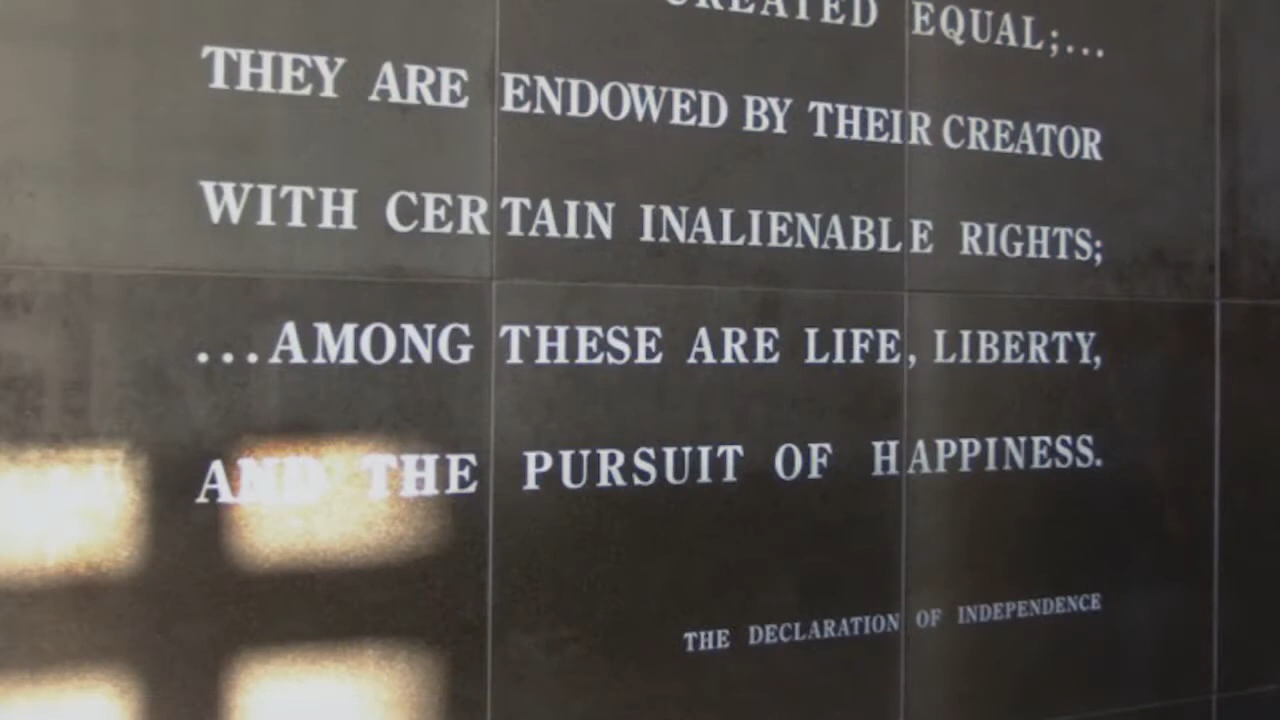 CREATED EQUAL;...
THEY ARE ENDOWED BY THEIR CREATOR
WITH CERTAIN INALIENABLE RIGHTS;
...AMONG THESE ARE LIFE, LIBERTY,
AND THE PURSUIT OF HAPPINESS.
THE DECLARATION OF INDEPENDENCE